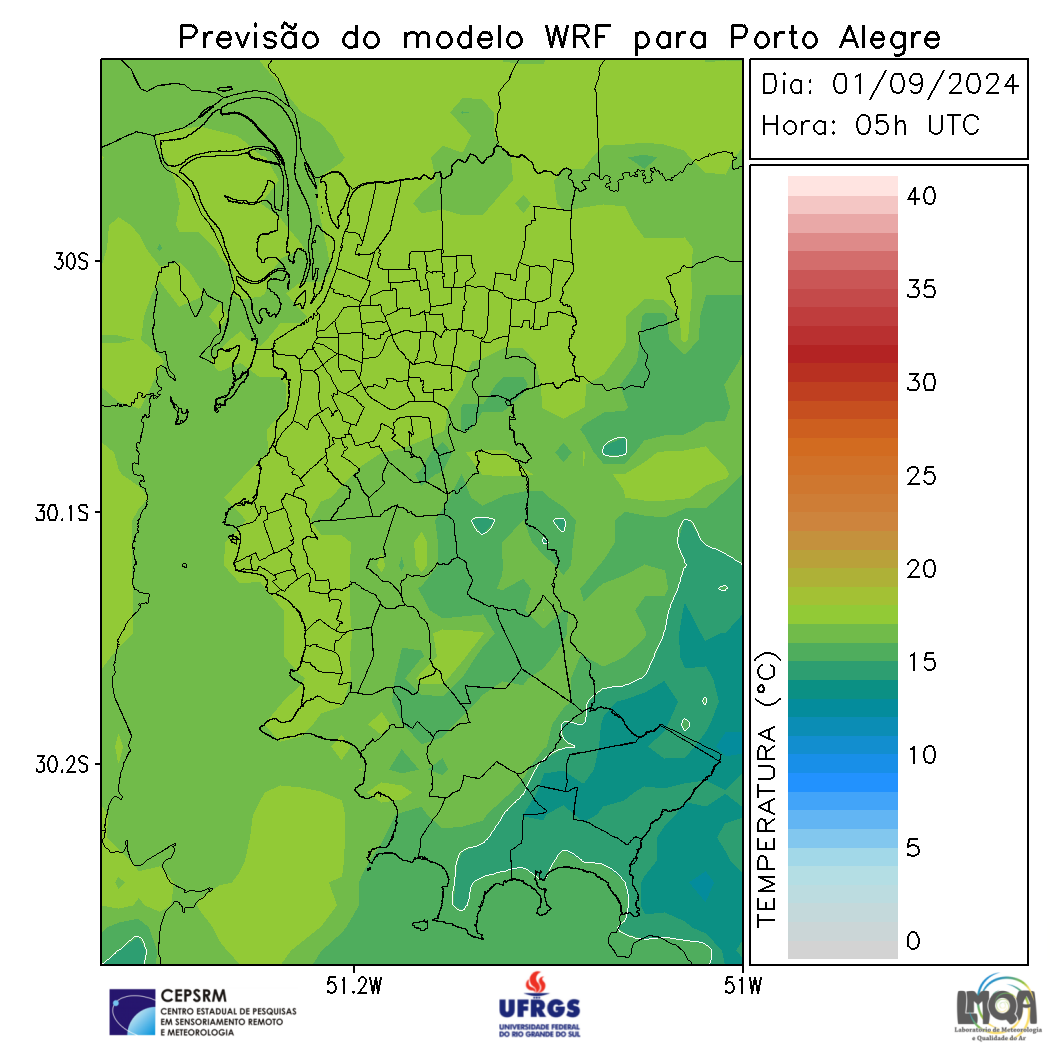 Previsão do modelo WRF para Porto Alegre
Dia: 01/09/2024
Hora: 05h UTC
40
35
30
25
20
15
10
5
0
TEMPERATURA (°C)
30S
30.1S
30.2S
51.2W
51W
CEPSRM
CENTRO ESTADUAL DE PESQUISAS
EM SENSORIAMENTO REMOTO
E METEOROLOGIA
UFRGS
UNIVERSIDADE FEDERAL
DO RIO GRANDE DO SUL
LMQA
Laboratório de Meteorologia
e Qualidade do Ar